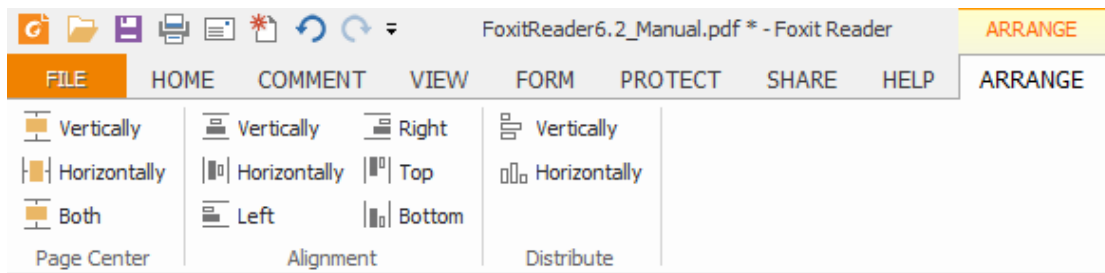 FoxitReader6.2_Manual.pdf * - Foxit Reader ARRANGE
FILE HOME COMMENT VIEW FORM PROTECT SHARE HELP ARRANGE
Vertically Vertically Right Vertically
Horizontally Horizontally Top Horizontally
Both Left Bottom
Page Center Alignment Distribute